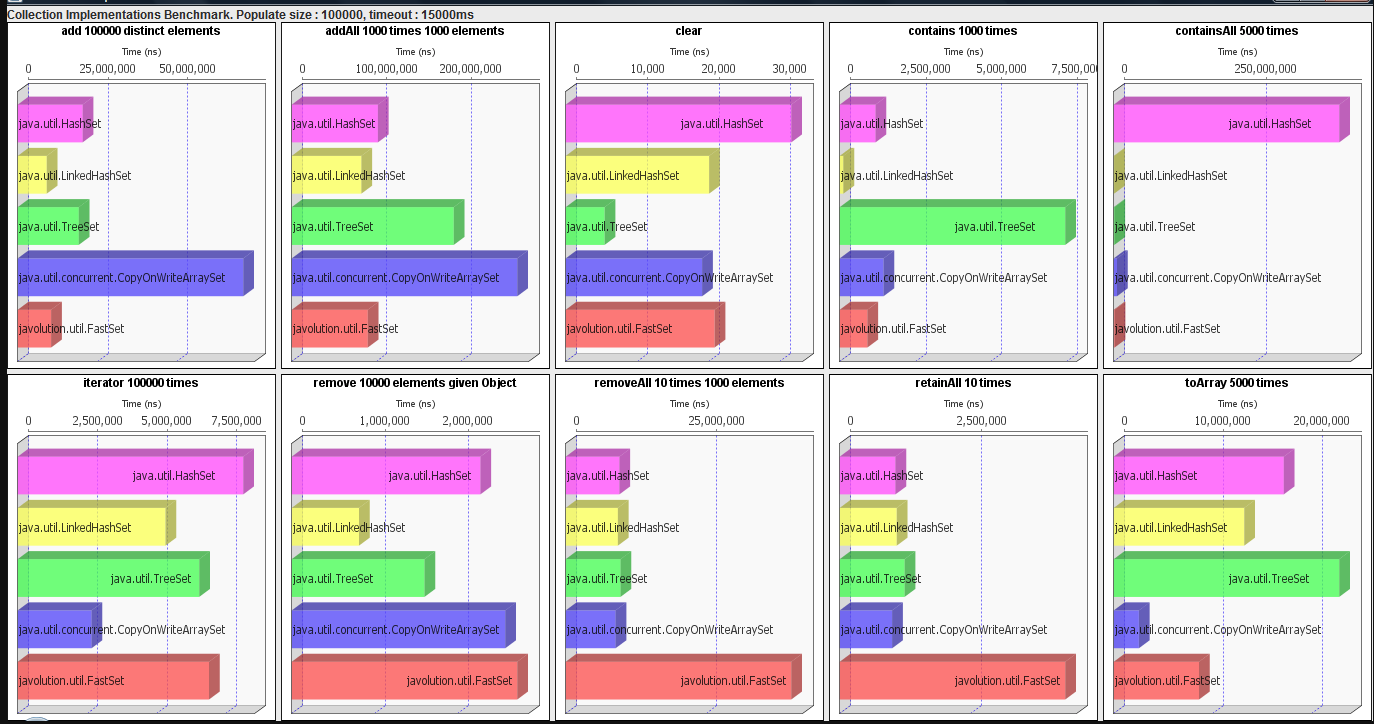 Collection Implementations Benchmark. Populate size : 100000, timeout : 15000ms
add 100000 distinct elements
Time (ns)
0 25,000,000 50,000,000
java.util.HashSet
java.util.LinkedHashSet
java.util.TreeSet
java.util.concurrent.CopyOnWriteArraySet
javolution.util.FastSet
addAll 1000 times 1000 elements
Time (ns)
0 100,000,000 200,000,000
java.util.HashSet
java.util.LinkedHashSet
java.util.TreeSet
java.util.concurrent.CopyOnWriteArraySet
javolution.util.FastSet
clear
Time (ns)
0 10,000 20,000 30,000
java.util.HashSet
java.util.LinkedHashSet
java.util.TreeSet
java.util.concurrent.CopyOnWriteArraySet
javolution.util.FastSet
contains 1000 times
Time (ns)
0 2,500,000 5,000,000 7,500,000
java.util.HashSet
java.util.LinkedHashSet
java.util.TreeSet
java.util.concurrent.CopyOnWriteArraySet
javolution.util.FastSet
containsAll 5000 times
Time (ns)
0 250,000,000
java.util.HashSet
java.util.LinkedHashSet
java.util.TreeSet
java.util.concurrent.CopyOnWriteArraySet
javolution.util.FastSet
iterator 100000 times
Time (ns)
0 2,500,000 5,000,000 7,500,000
java.util.HashSet
java.util.LinkedHashSet
java.util.TreeSet
java.util.concurrent.CopyOnWriteArraySet
javolution.util.FastSet
remove 10000 elements given Object
Time (ns)
0 1,000,000 2,000,000
java.util.HashSet
java.util.LinkedHashSet
java.util.TreeSet
java.util.concurrent.CopyOnWriteArraySet
javolution.util.FastSet
removeAll 10 times 1000 elements
Time (ns)
0 25,000,000
java.util.HashSet
java.util.LinkedHashSet
java.util.TreeSet
java.util.concurrent.CopyOnWriteArraySet
javolution.util.FastSet
retainAll 10 times
Time (ns)
0 2,500,000
java.util.HashSet
java.util.LinkedHashSet
java.util.TreeSet
java.util.concurrent.CopyOnWriteArraySet
javolution.util.FastSet
toArray 5000 times
Time (ns)
0 10,000,000 20,000,000
java.util.HashSet
java.util.LinkedHashSet
java.util.TreeSet
java.util.concurrent.CopyOnWriteArraySet
javolution.util.FastSet